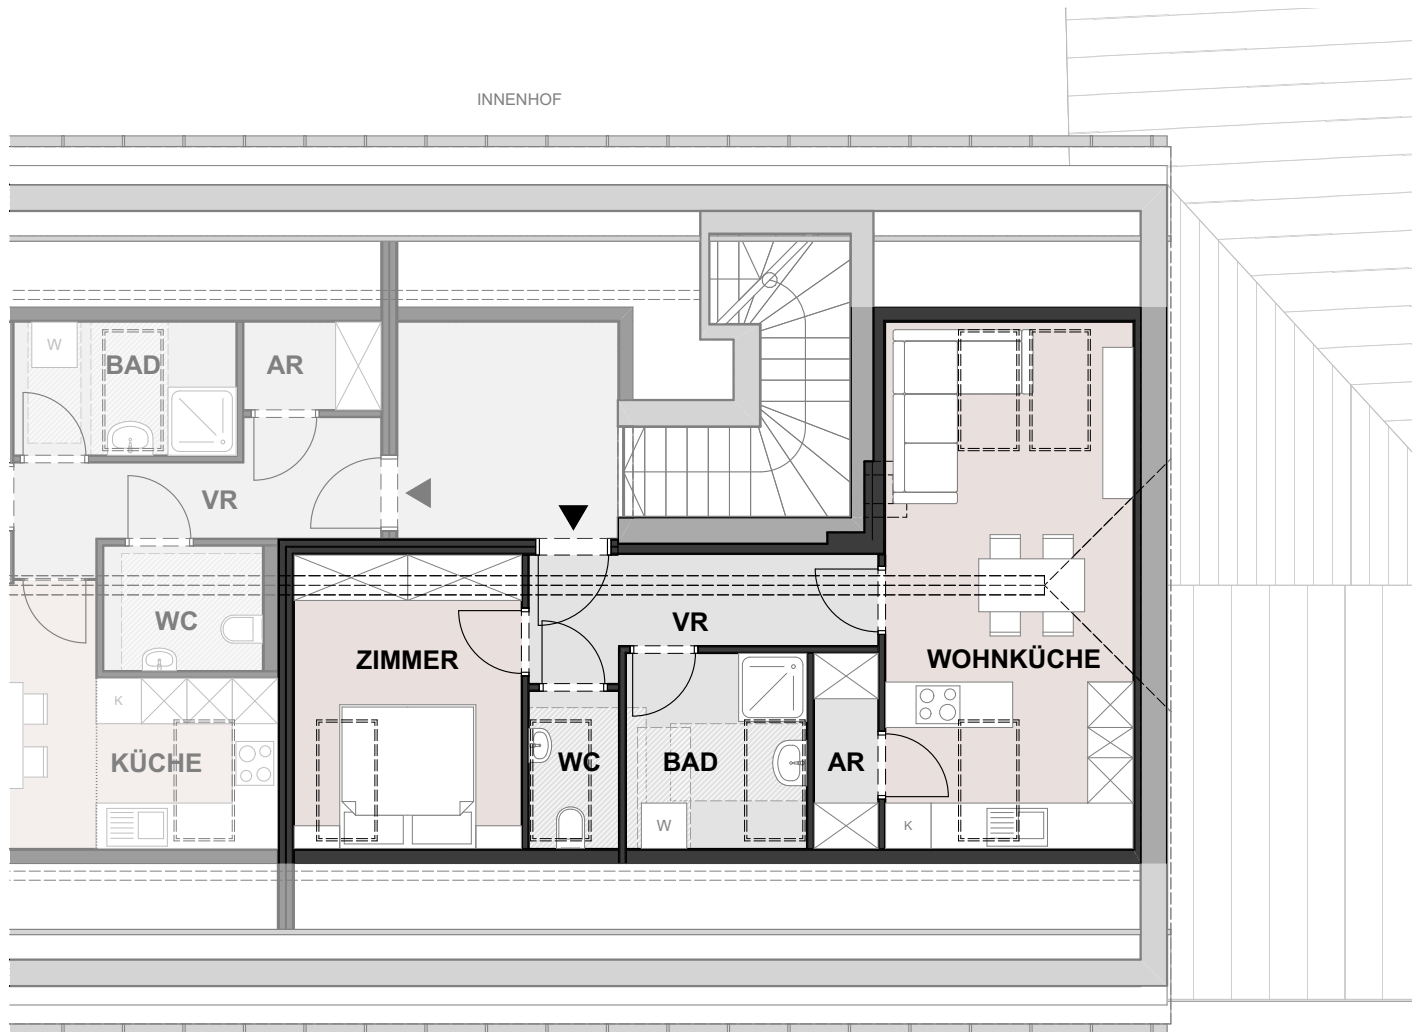 INNENHOF
W
BAD
AR
VR
WC
VR
ZIMMER
WOHNKÜCHE
K
KÜCHE
WC
BAD
AR
W
K